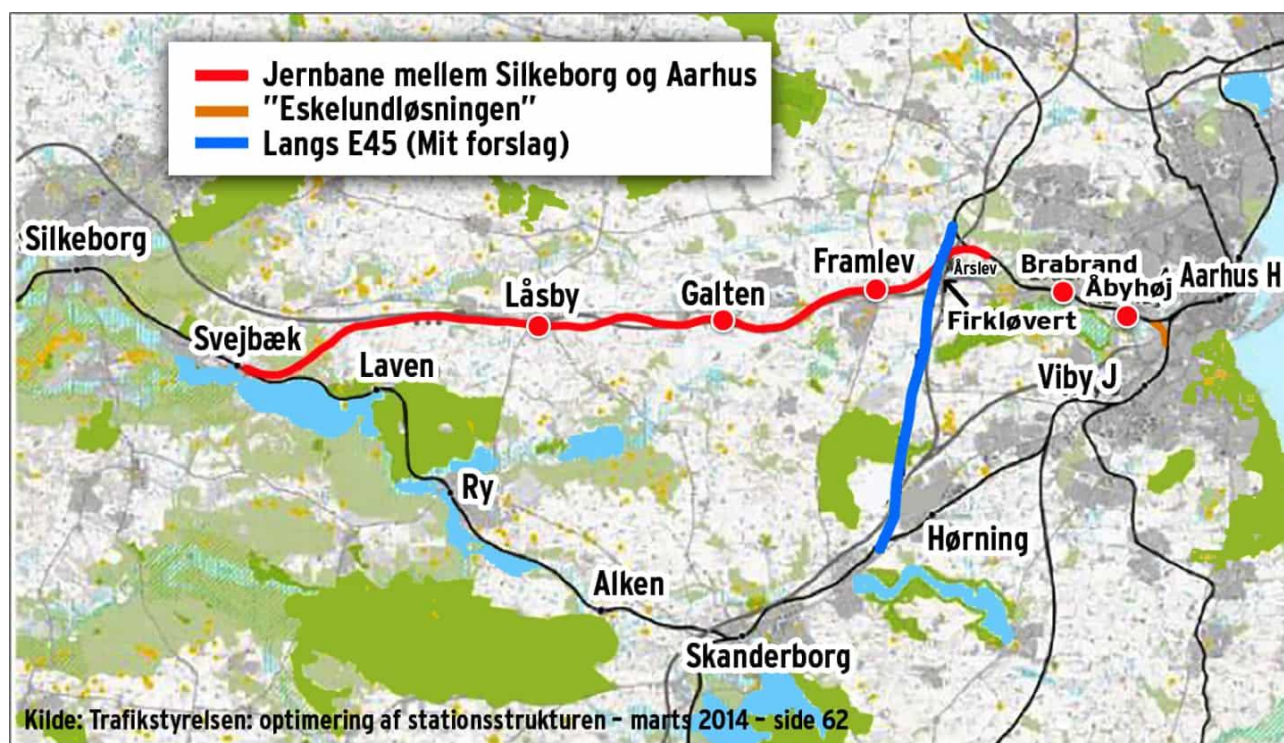 Jernbane mellem Silkeborg og Aarhus
"Eskelundløsningen"
Langs E45 (Mit forslag)
Silkeborg
Svejbæk
Laven
Ry
Alken
Skanderborg
Låsby
Galten
Framlev
Årslev
Firkløvert
Brabrand
Åbyhøj
Aarhus H
Viby J
Hørning
Kilde: Trafikstyrelsen: optimering af stationsstrukturen - marts 2014 - side 62